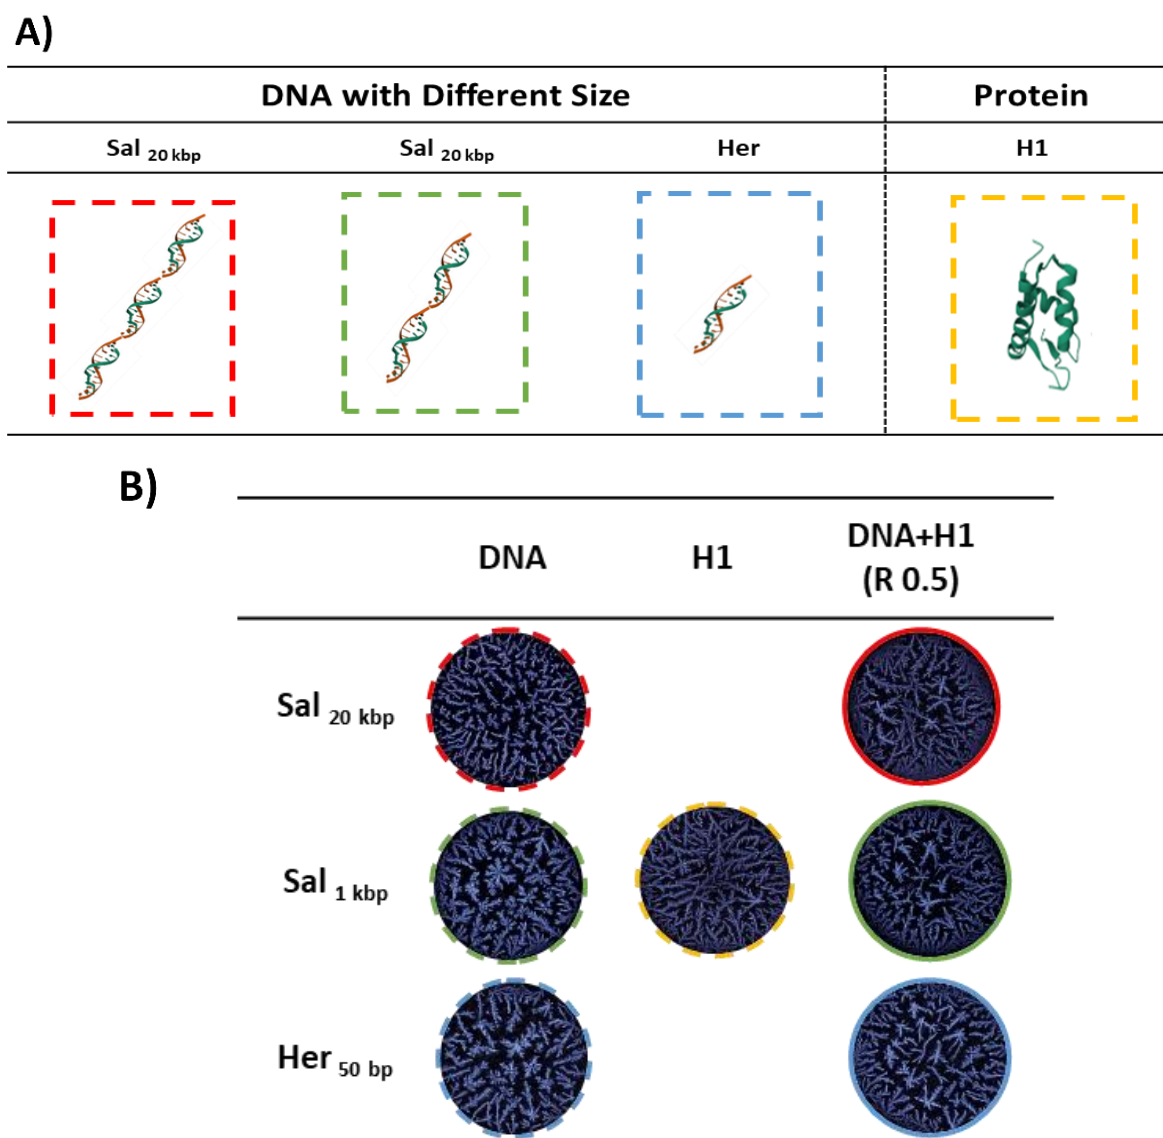 A)
DNA with Different Size Protein
Sal 20 kbp Sal 20 kbp Her H1
B)
DNA H1 DNA+H1
(R 0.5)
Sal 20 kbp
Sal 1 kbp
Her 50 bp